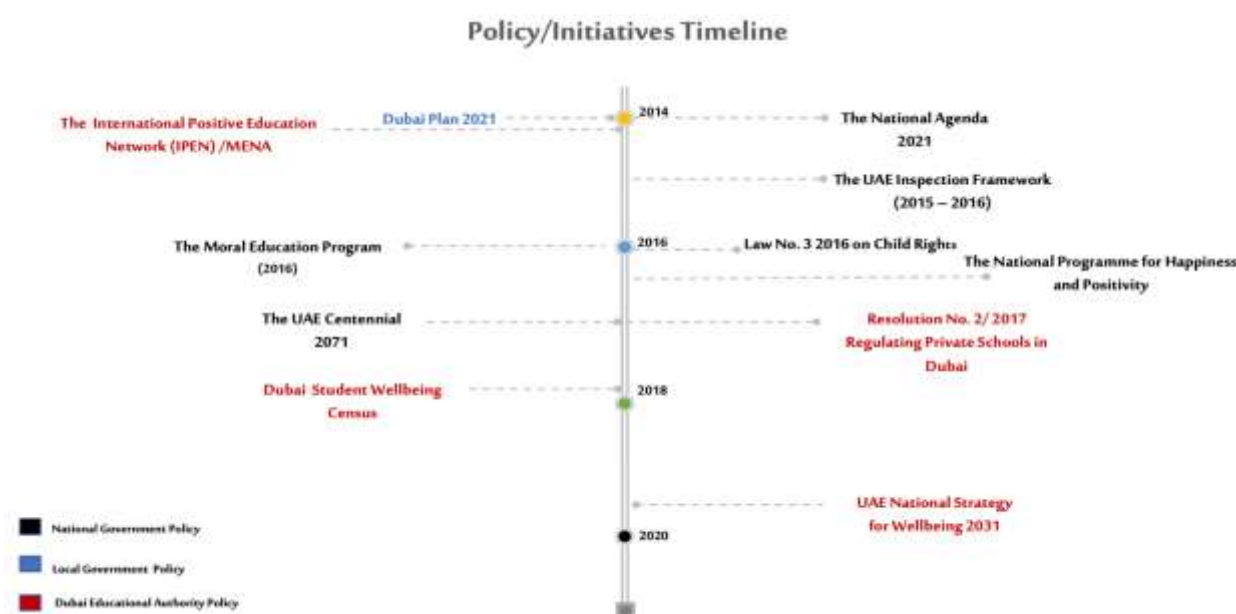 Policy/Initiatives Timeline
2014
Dubai Plan 2021
The International Positive Education
Network (IPEN) /MENA
The National Agenda
2021
The UAE Inspection Framework
(2015 – 2016)
2016
The Moral Education Program
(2016)
Law No. 3 2016 on Child Rights
The National Programme for Happiness
and Positivity
The UAE Centennial
2071
Resolution No. 2/ 2017
Regulating Private Schools in
Dubai
Dubai Student Wellbeing
Census
2018
UAE National Strategy
for Wellbeing 2031
2020
National Government Policy
Local Government Policy
Dubai Educational Authority Policy